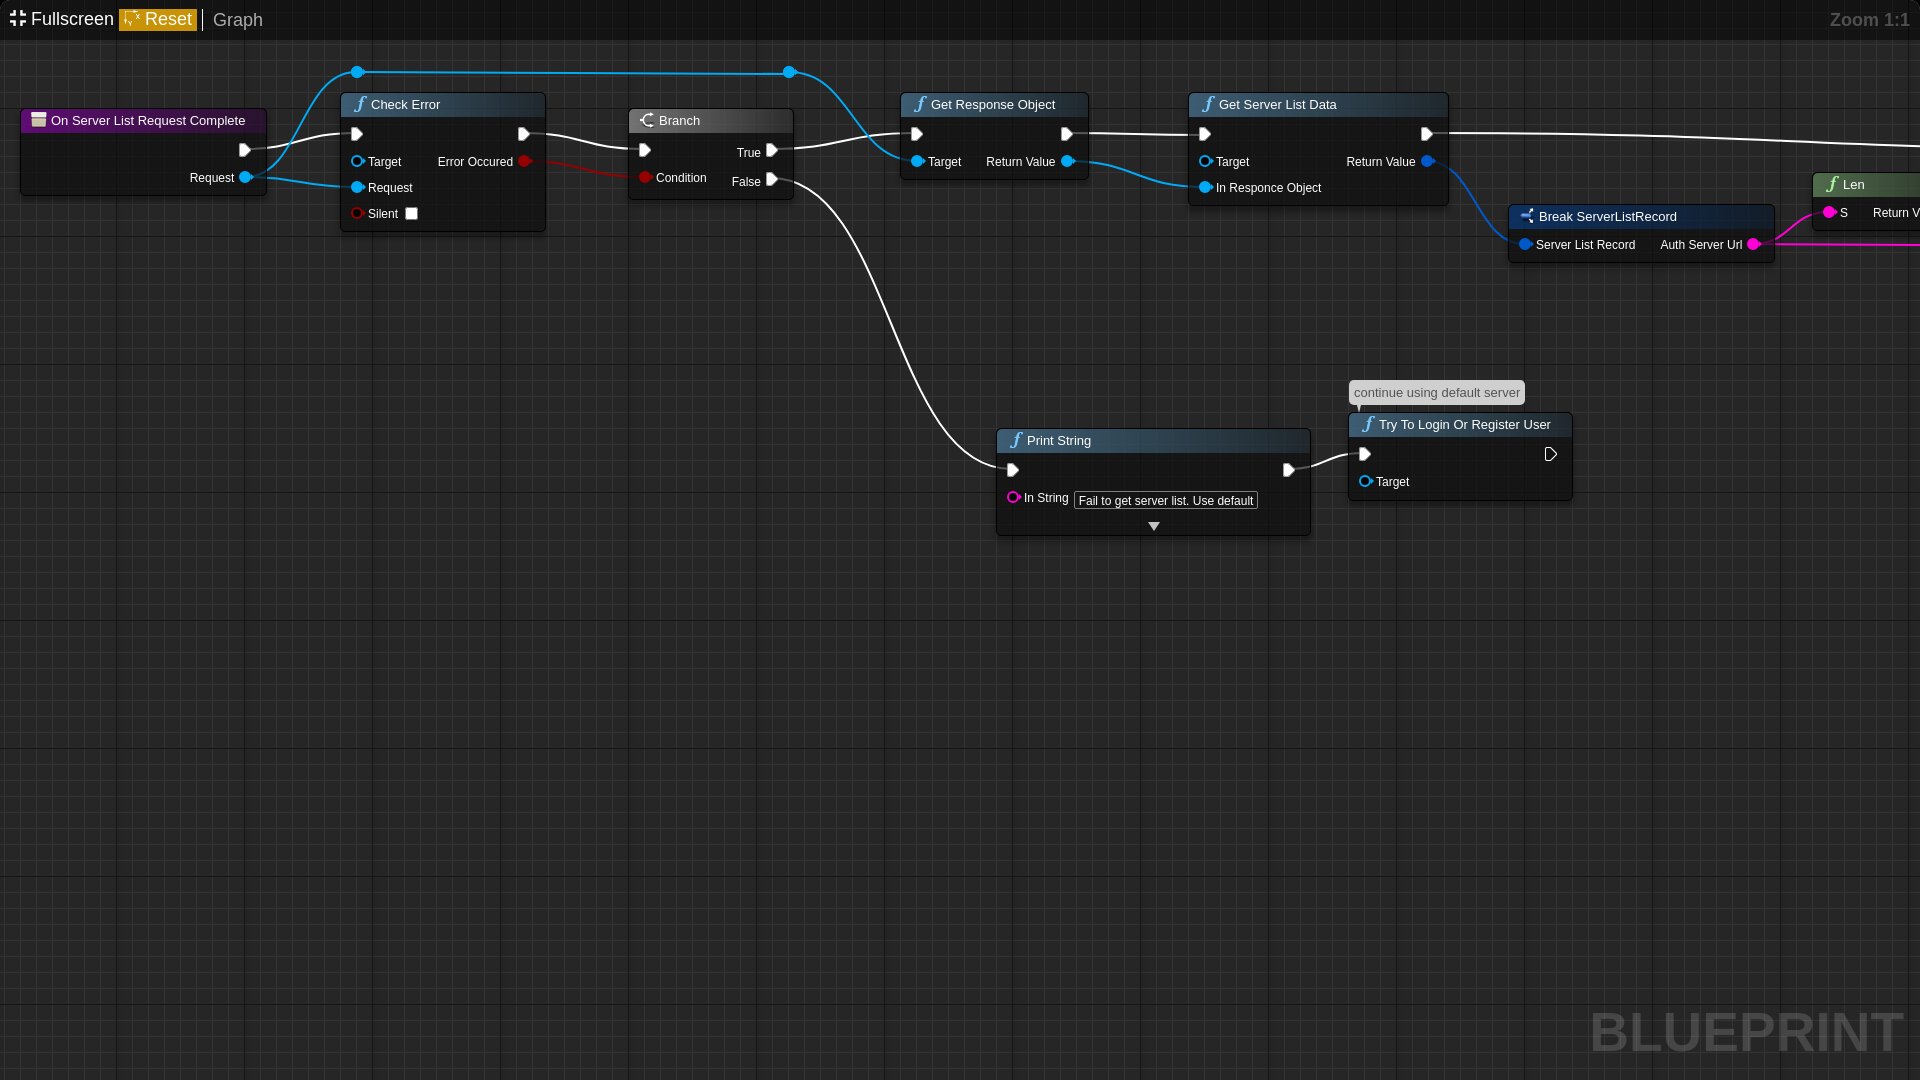 Fullscreen Reset Graph Zoom 1:1
On Server List Request Complete
Request
Check Error
Target Error Occured
Request
Silent
Branch
True
Condition False
Get Response Object
Target Return Value
Get Server List Data
Target Return Value
In Responce Object
Break ServerListRecord
Server List Record Auth Server Url
Len
S Return V
Print String
In String Fail to get server list. Use default
continue using default server
Try To Login Or Register User
Target
BLUEPRINT